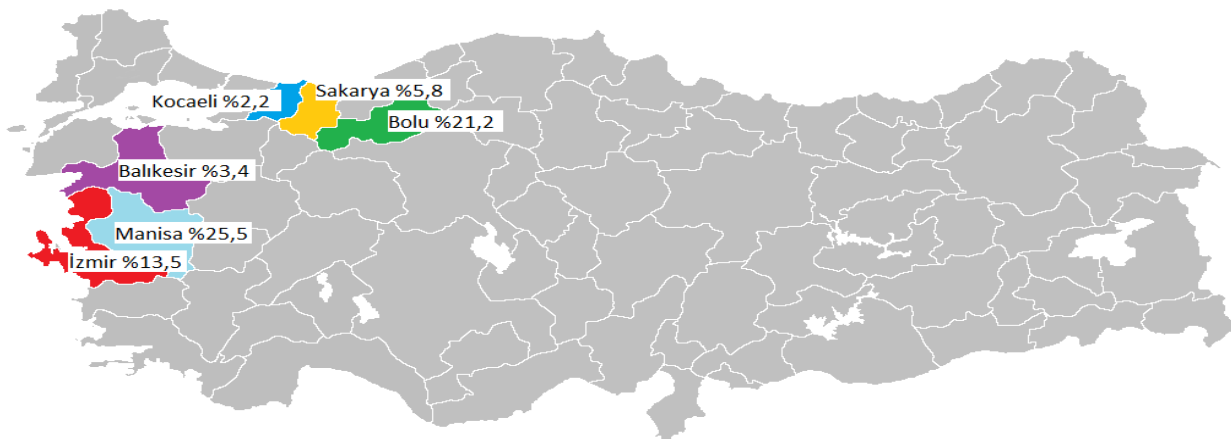 Sakarya %5,8
Kocaeli %2,2
Bolu %21,2
Balıkesir %3,4
Manisa %25,5
İzmir %13,5